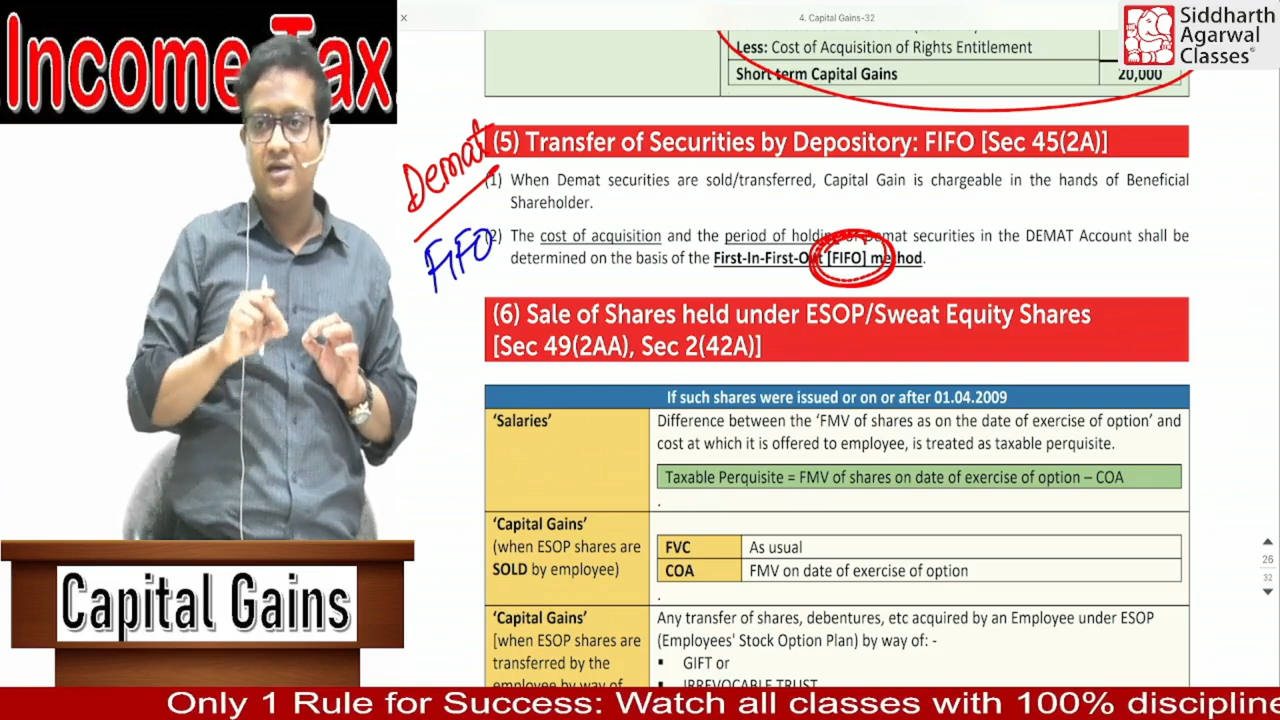 Income Tax
4. Capital Gains-32
Siddharth
Agarwal
Classes
Less: Cost of Acquisition of Rights Entitlement
Short term Capital Gains 20,000
Demat
FIFO
(5) Transfer of Securities by Depository: FIFO [Sec 45(2A)]
(1) When Demat securities are sold/transferred, Capital Gain is chargeable in the hands of Beneficial
Shareholder.
(2) The cost of acquisition and the period of holding of Demat securities in the DEMAT Account shall be
determined on the basis of the First-In-First-Out [FIFO] method.
(6) Sale of Shares held under ESOP/Sweat Equity Shares
[Sec 49(2AA), Sec 2(42A)]
If such shares were issued or on or after 01.04.2009
‘Salaries’ Difference between the ‘FMV of shares as on the date of exercise of option’ and
cost at which it is offered to employee, is treated as taxable perquisite.
Taxable Perquisite = FMV of shares on date of exercise of option – COA
.
‘Capital Gains’
(when ESOP shares are
SOLD by employee)
FVC As usual
COA FMV on date of exercise of option
.
‘Capital Gains’ Any transfer of shares, debentures, etc acquired by an Employee under ESOP
[when ESOP shares are (Employees' Stock Option Plan) by way of: -
transferred by the ▪ GIFT or
employee by way of ▪ IRREVOCABLE TRUST
26
32
Capital Gains
Only 1 Rule for Success: Watch all classes with 100% discipline